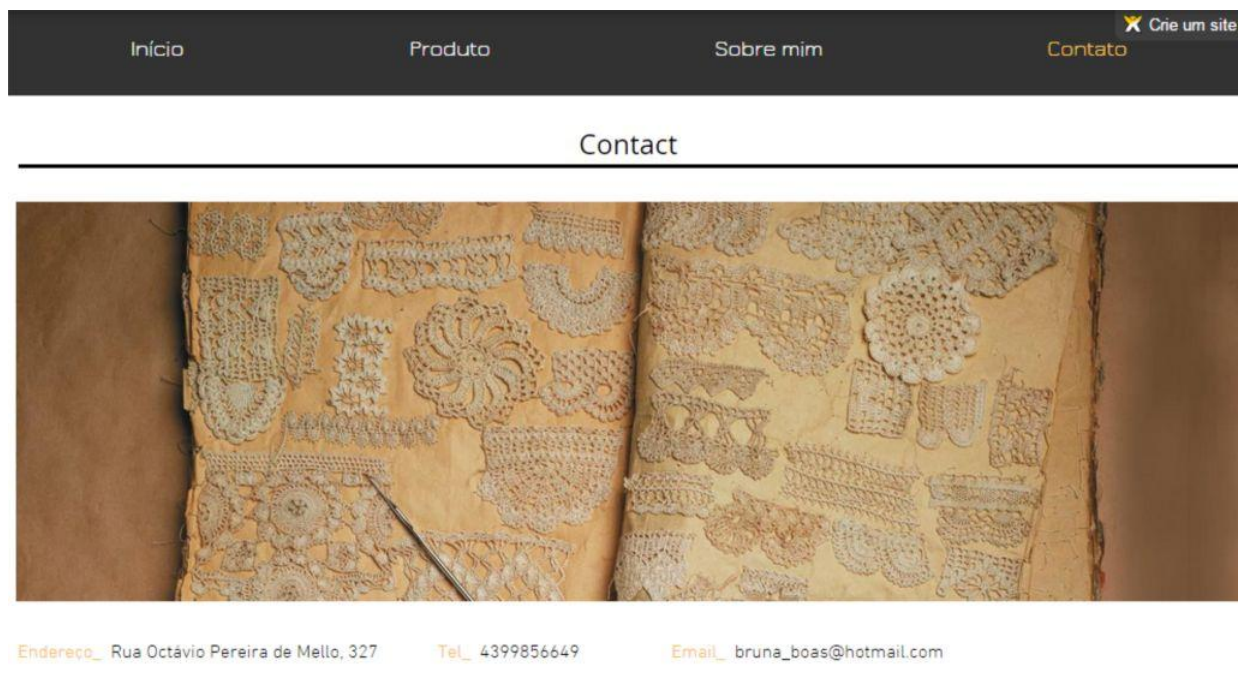 Crie um site
Início Produto Sobre mim Contato
Contact
Endereço_ Rua Octávio Pereira de Mello, 327 Tel_ 4399856649 Email_ bruna_boas@hotmail.com